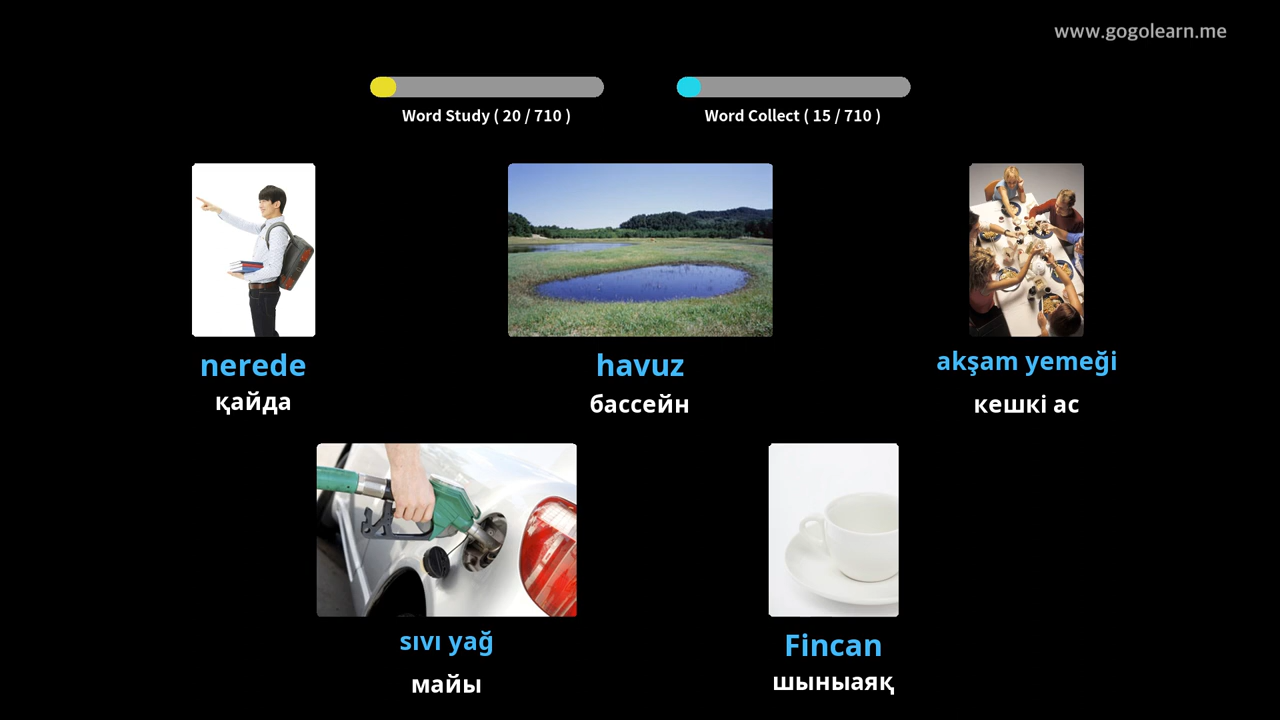 www.gogolearn.me
Word Study ( 20 / 710 )
Word Collect ( 15 / 710 )
nerede
қайда
havuz
бассейн
akşam yemeği
кешкі ас
sıvı yağ
майы
Fincan
шыныаяқ